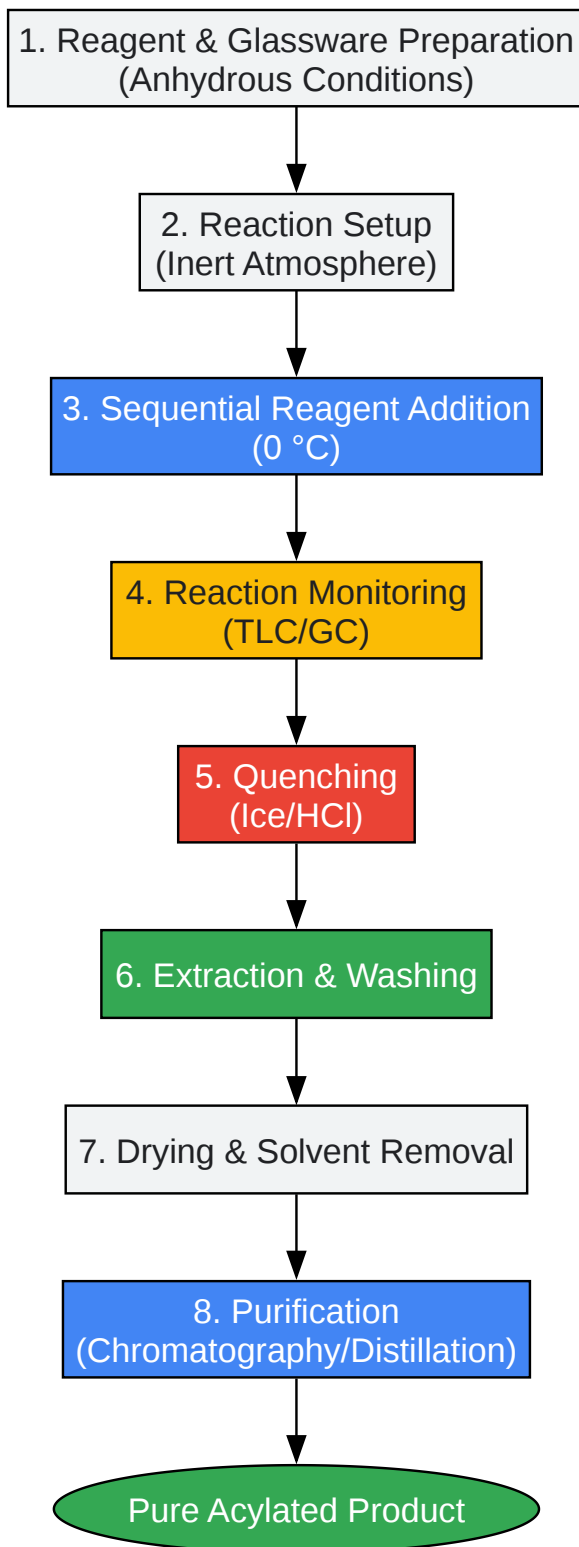 1. Reagent & Glassware Preparation
(Anhydrous Conditions)
2. Reaction Setup
(Inert Atmosphere)
3. Sequential Reagent Addition
(0 °C)
4. Reaction Monitoring
(TLC/GC)
5. Quenching
(Ice/HCl)
6. Extraction & Washing
7. Drying & Solvent Removal
8. Purification
(Chromatography/Distillation)
Pure Acylated Product